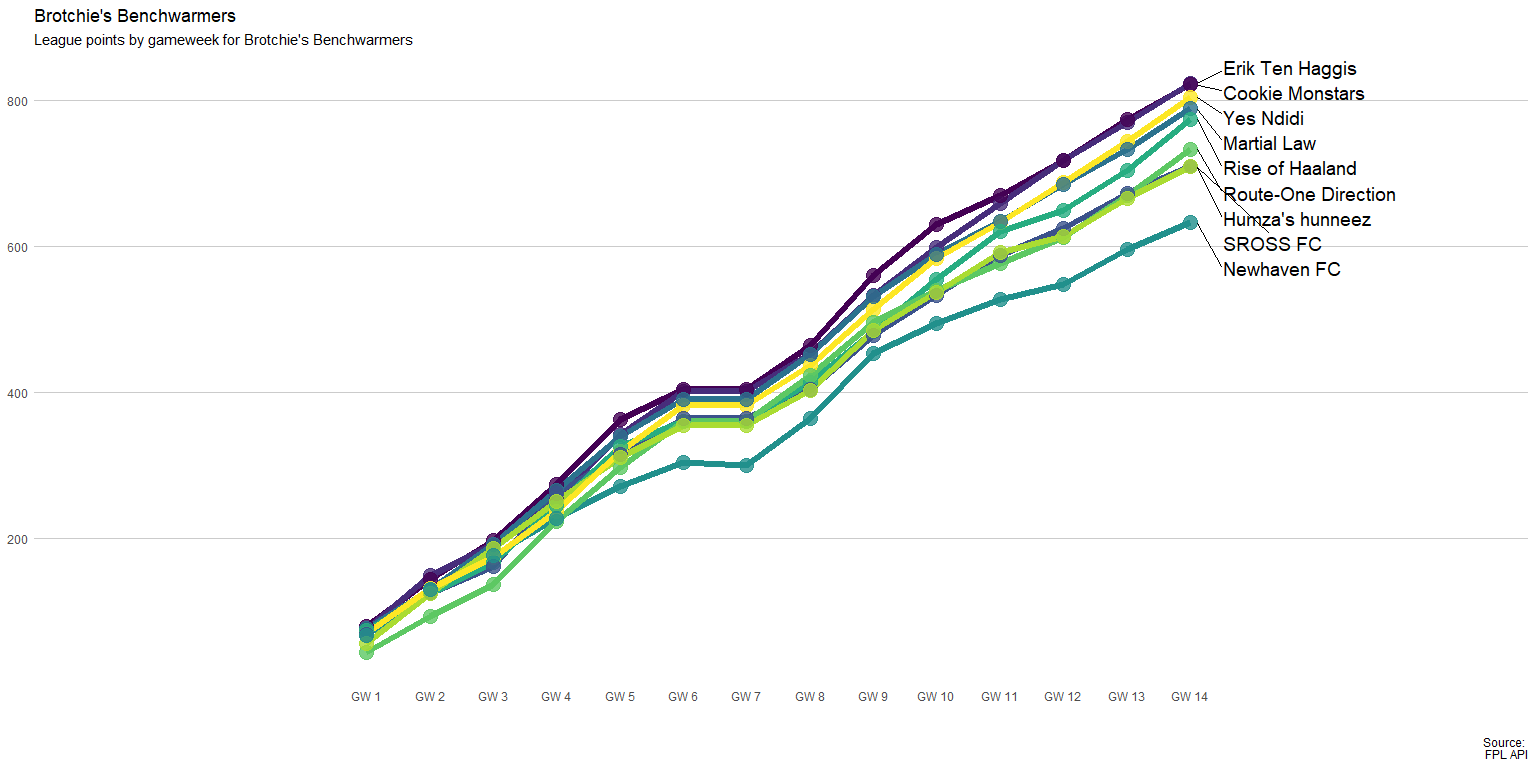 Brotchie's Benchwarmers
League points by gameweek for Brotchie's Benchwarmers
800
600
400
200
Erik Ten Haggis
Cookie Monstars
Yes Ndidi
Martial Law
Rise of Haaland
Route-One Direction
Humza's hunneez
SROSS FC
Newhaven FC
GW 1 GW 2 GW 3 GW 4 GW 5 GW 6 GW 7 GW 8 GW 9 GW 10 GW 11 GW 12 GW 13 GW 14
Source:
FPL API